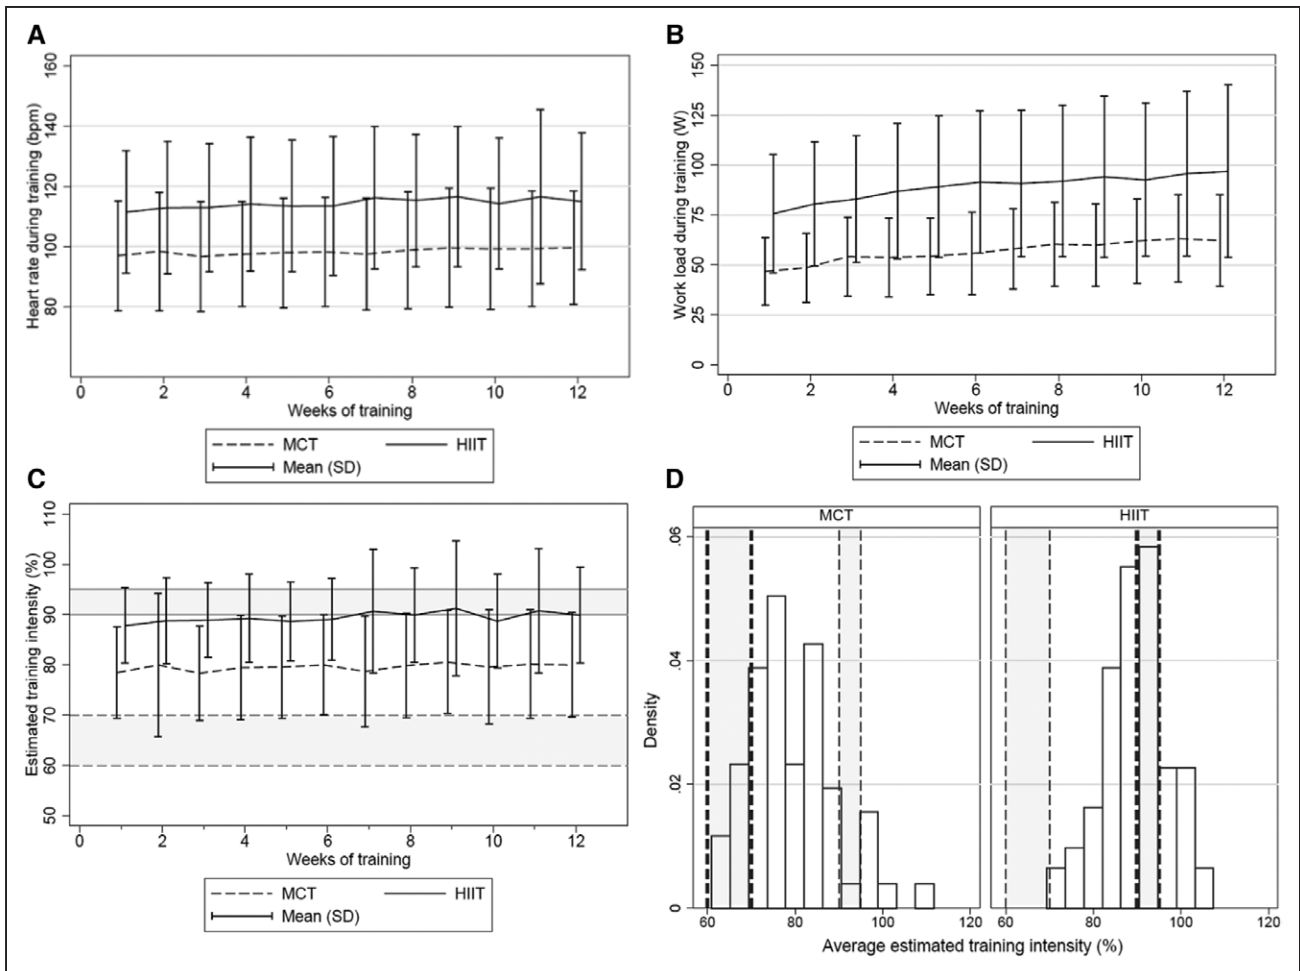 A
Heart rate during training (bpm)
160
140
120
100
80
0 2 4 6 8 10 12
Weeks of training
MCT HIIT
Mean (SD)
B
Work load during training (W)
150
125
100
75
50
25
0
0 2 4 6 8 10 12
Weeks of training
MCT HIIT
Mean (SD)
C
Estimated training intensity (%)
110
100
90
80
70
60
50
0 2 4 6 8 10 12
Weeks of training
MCT HIIT
Mean (SD)
D
MCT HIIT
Density
.06
.04
.02
0
60 80 100 120 60 80 100 120
Average estimated training intensity (%)